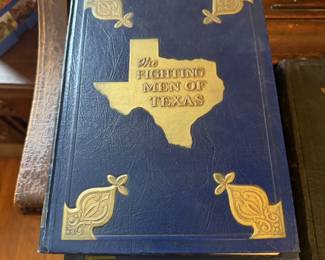 The
FIGHTING
MEN OF
TEXAS